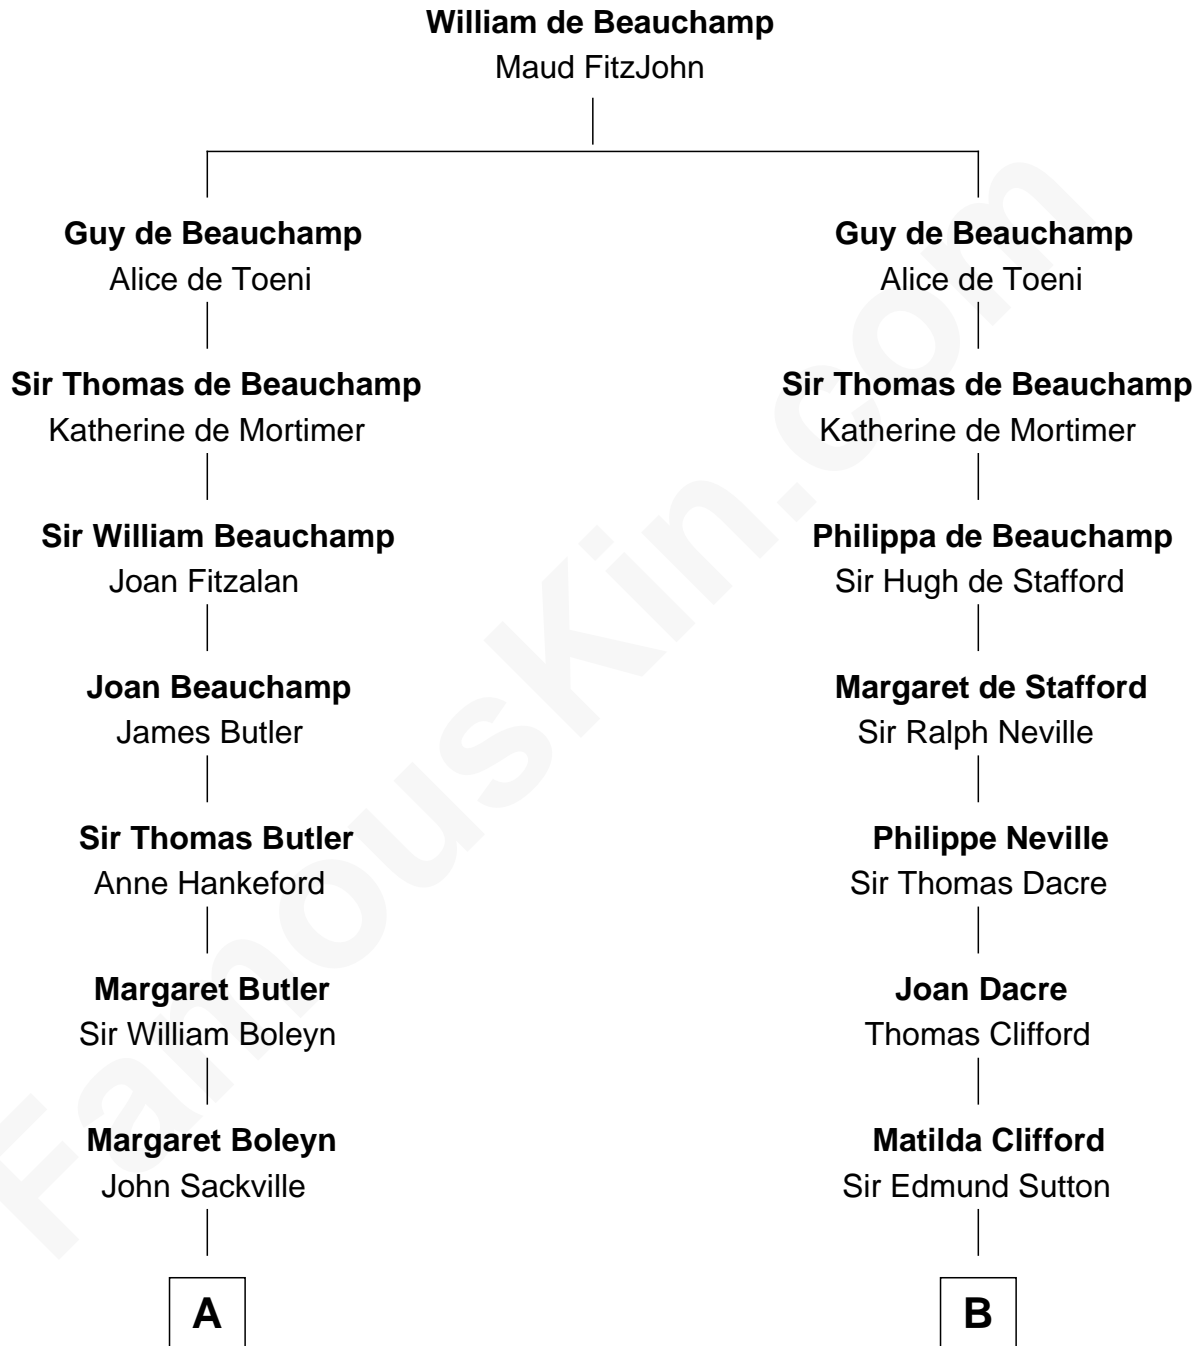 William de Beauchamp
Maud FitzJohn
Guy de Beauchamp
Alice de Toeni
Sir Thomas de Beauchamp
Katherine de Mortimer
Sir William Beauchamp
Joan Fitzalan
Joan Beauchamp
James Butler
Sir Thomas Butler
Anne Hankeford
Margaret Butler
Sir William Boleyn
Margaret Boleyn
John Sackville
A
Guy de Beauchamp
Alice de Toeni
Sir Thomas de Beauchamp
Katherine de Mortimer
Philippa de Beauchamp
Sir Hugh de Stafford
Margaret de Stafford
Sir Ralph Neville
Philippe Neville
Sir Thomas Dacre
Joan Dacre
Thomas Clifford
Matilda Clifford
Sir Edmund Sutton
B
FamousKin.com